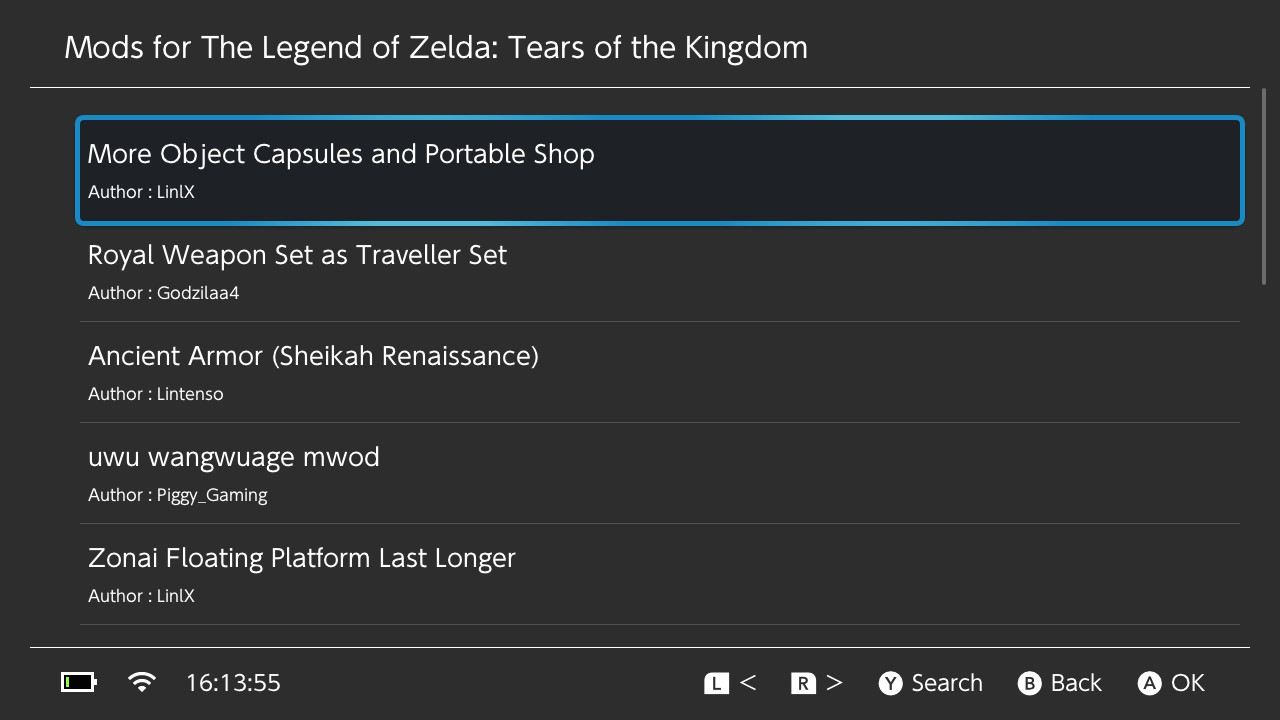 Mods for The Legend of Zelda: Tears of the Kingdom
More Object Capsules and Portable Shop
Author : LinlX
Royal Weapon Set as Traveller Set
Author : Godzilaa4
Ancient Armor (Sheikah Renaissance)
Author : Lintenso
uwu wangwuage mwod
Author : Piggy_Gaming
Zonai Floating Platform Last Longer
Author : LinlX
16:13:55 L < R > Y Search B Back A OK